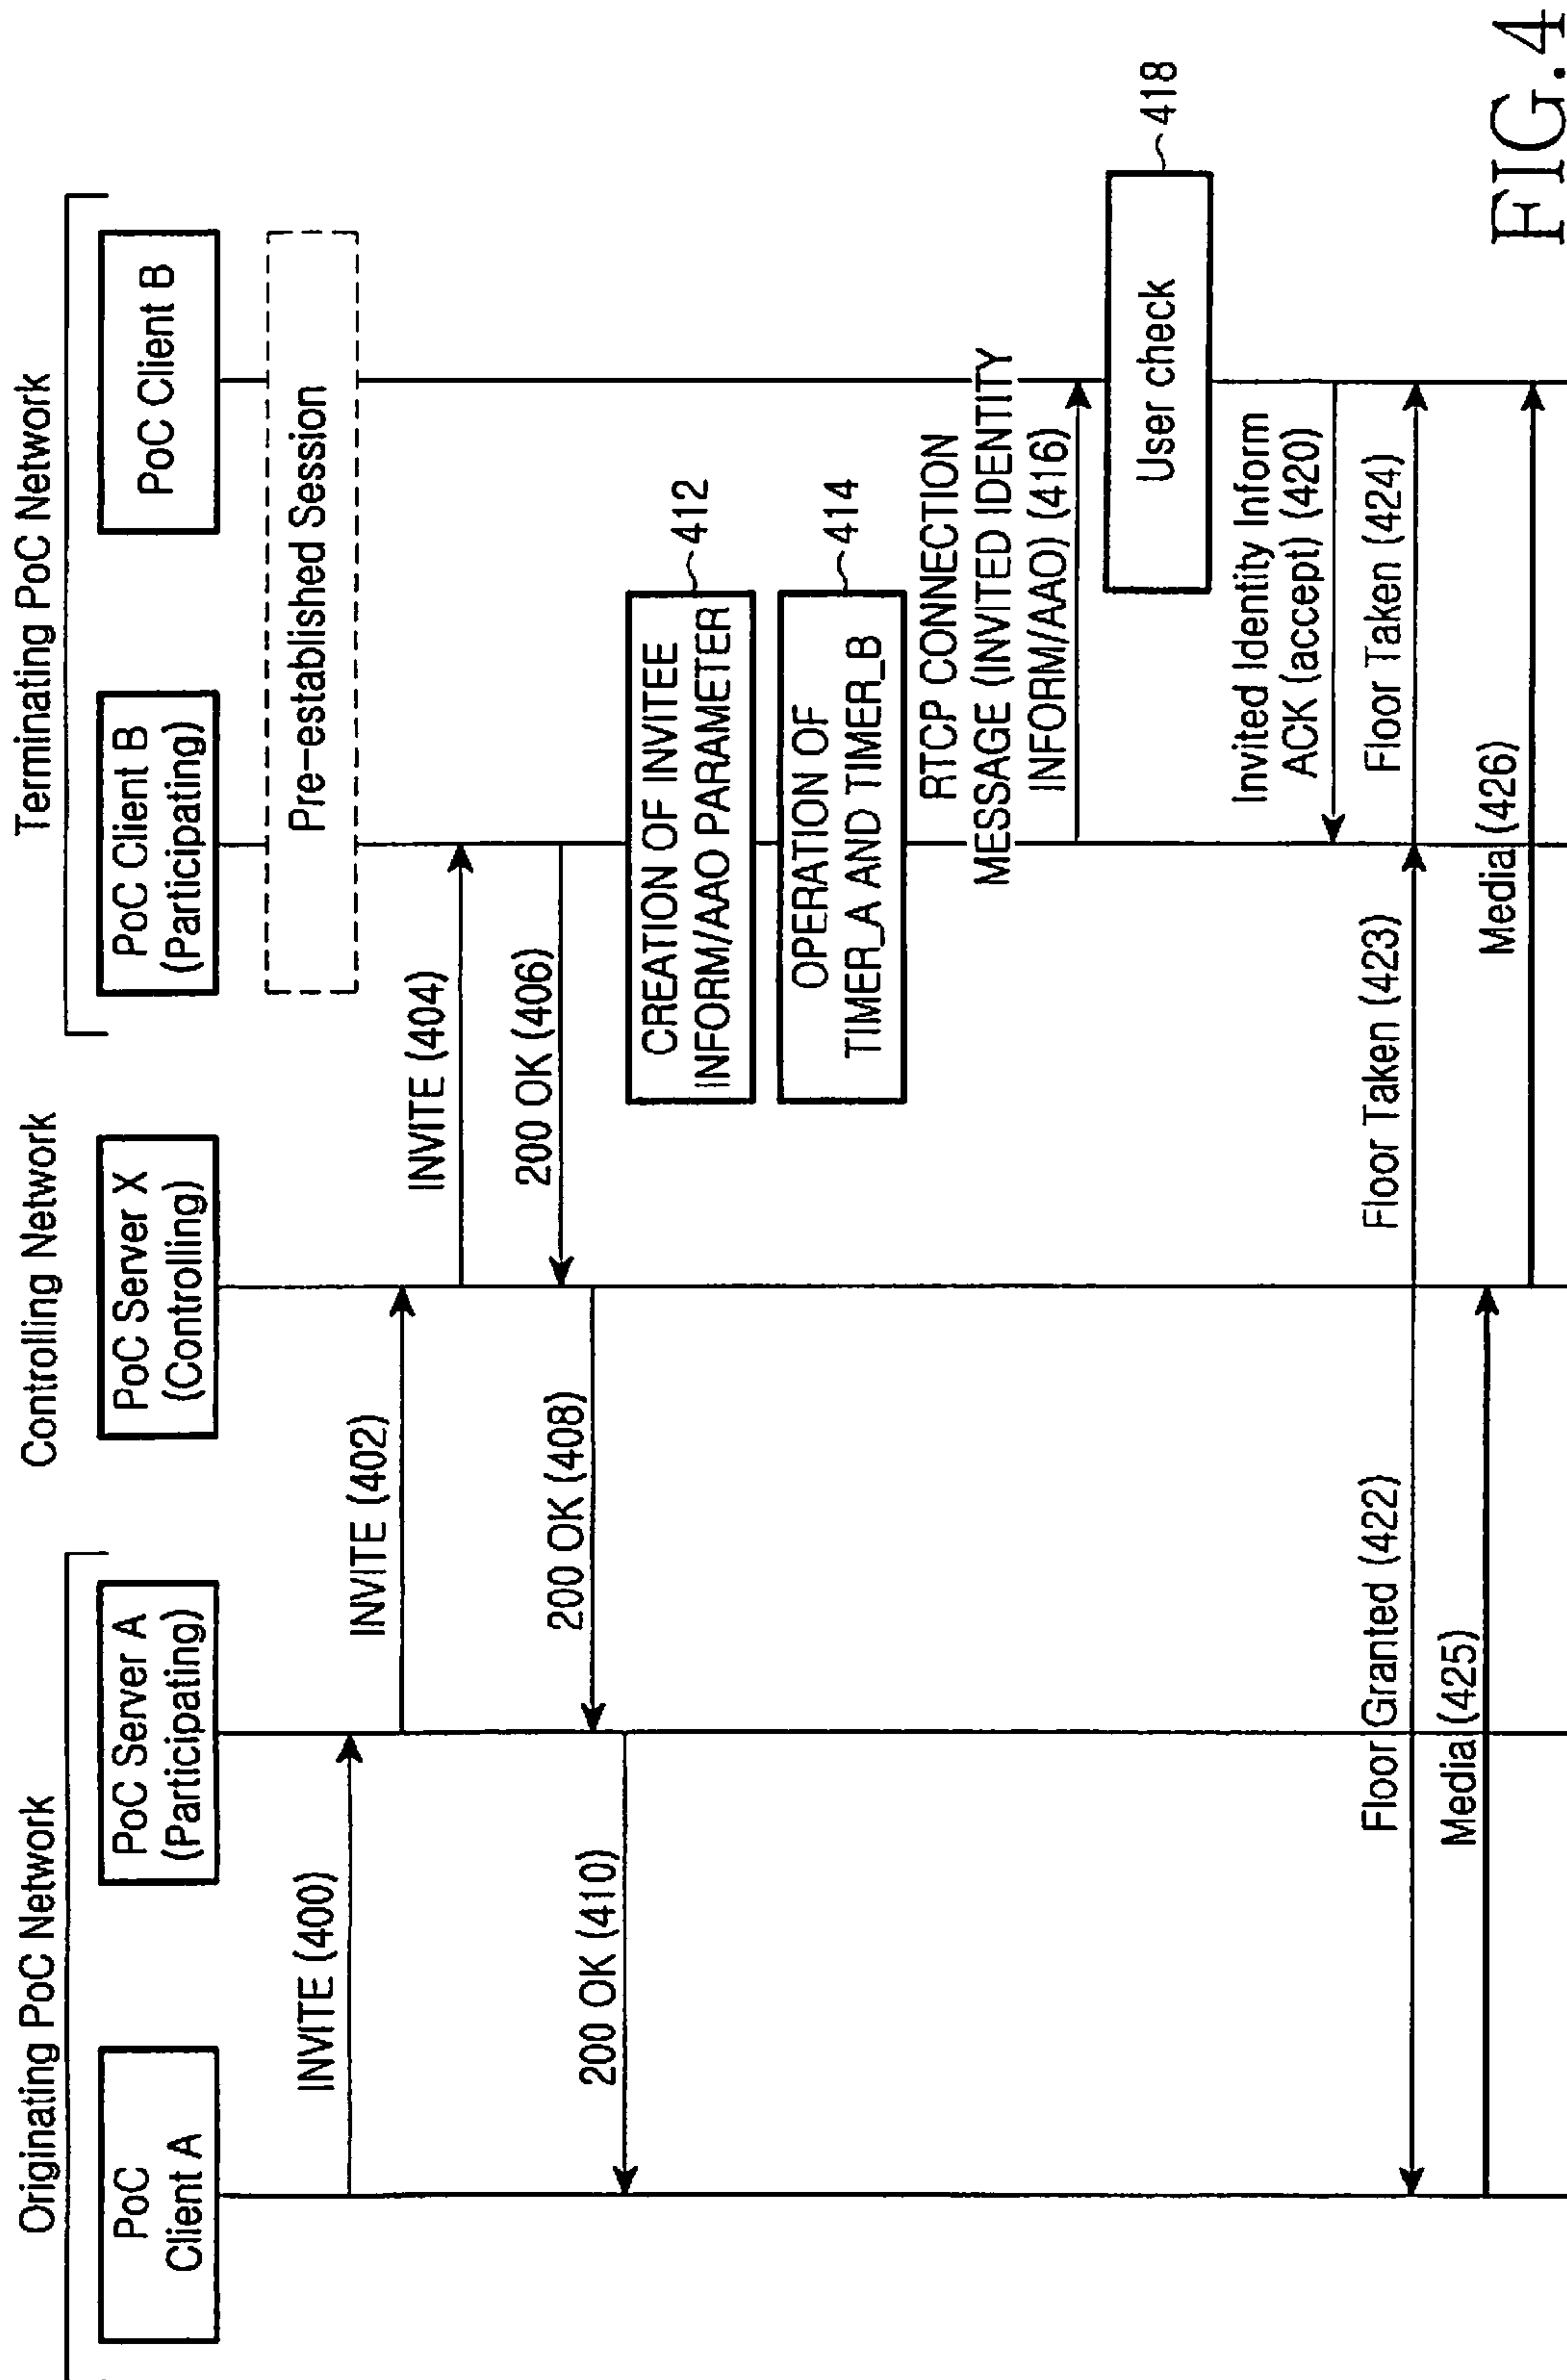 Originating PoC Network
Controlling Network
Terminating PoC Network
PoC
Client A
PoC Server A
(Participating)
PoC Server X
(Controlling)
PoC Client B
(Participating)
PoC Client B
Pre-established Session
INVITE (400)
INVITE (402)
INVITE (404)
200 OK (406)
200 OK (408)
200 OK (410)
CREATION OF INVITEE
INFORM/AAO PARAMETER
412
OPERATION OF
TIMER_A AND TIMER_B
414
RTCP CONNECTION
MESSAGE (INVITED IDENTITY
INFORM/AAO) (416)
User check
418
Invited Identity Inform
ACK (accept) (420)
Floor Granted (422)
Floor Taken (423)
Floor Taken (424)
Media (425)
Media (426)
FIG.4